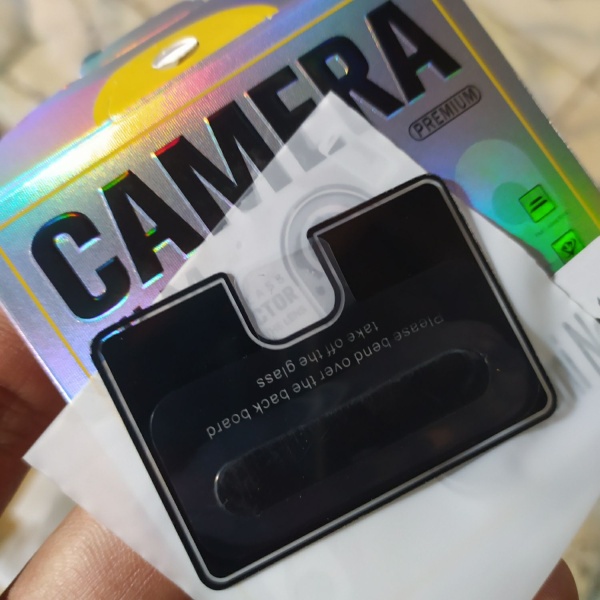 CAMERA
PREMIUM
Please bend over the back board
take off the glass